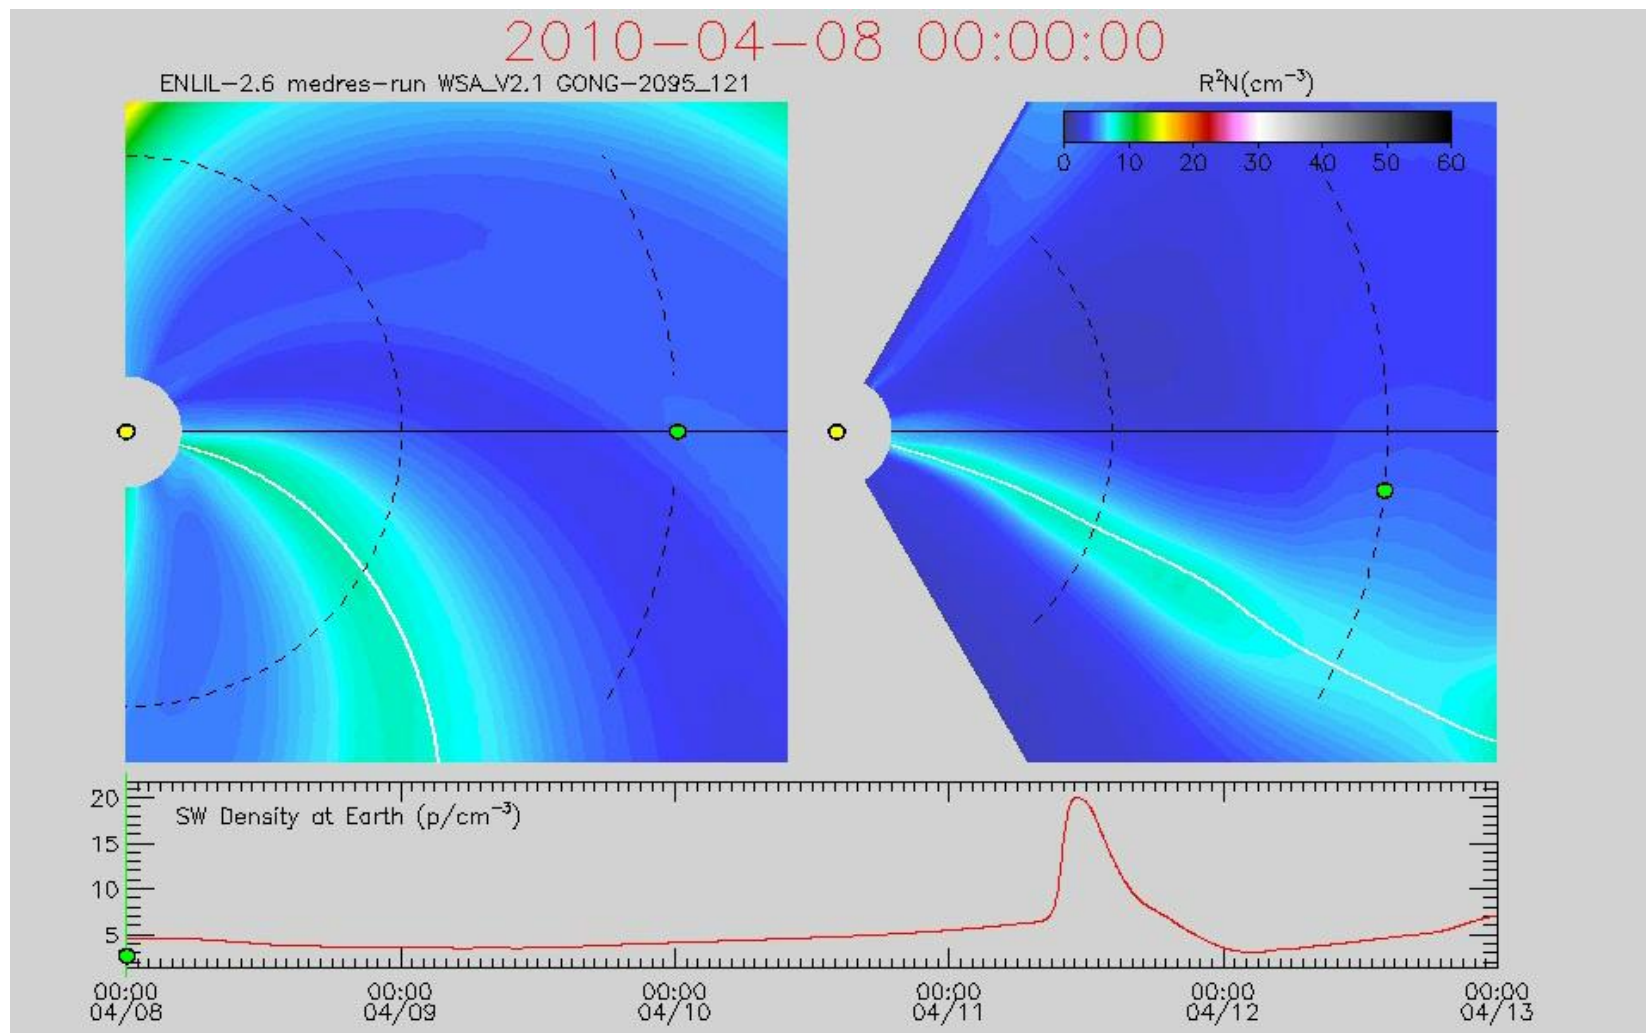 2010-04-08 00:00:00
ENLIL-2.6 medres-run WSA_V2.1 GONG-2095_121
R²N(cm⁻³)
0 10 20 30 40 50 60
SW Density at Earth (p/cm⁻³)
20
15
10
5
00:00 00:00 00:00 00:00 00:00 00:00
04/08 04/09 04/10 04/11 04/12 04/13